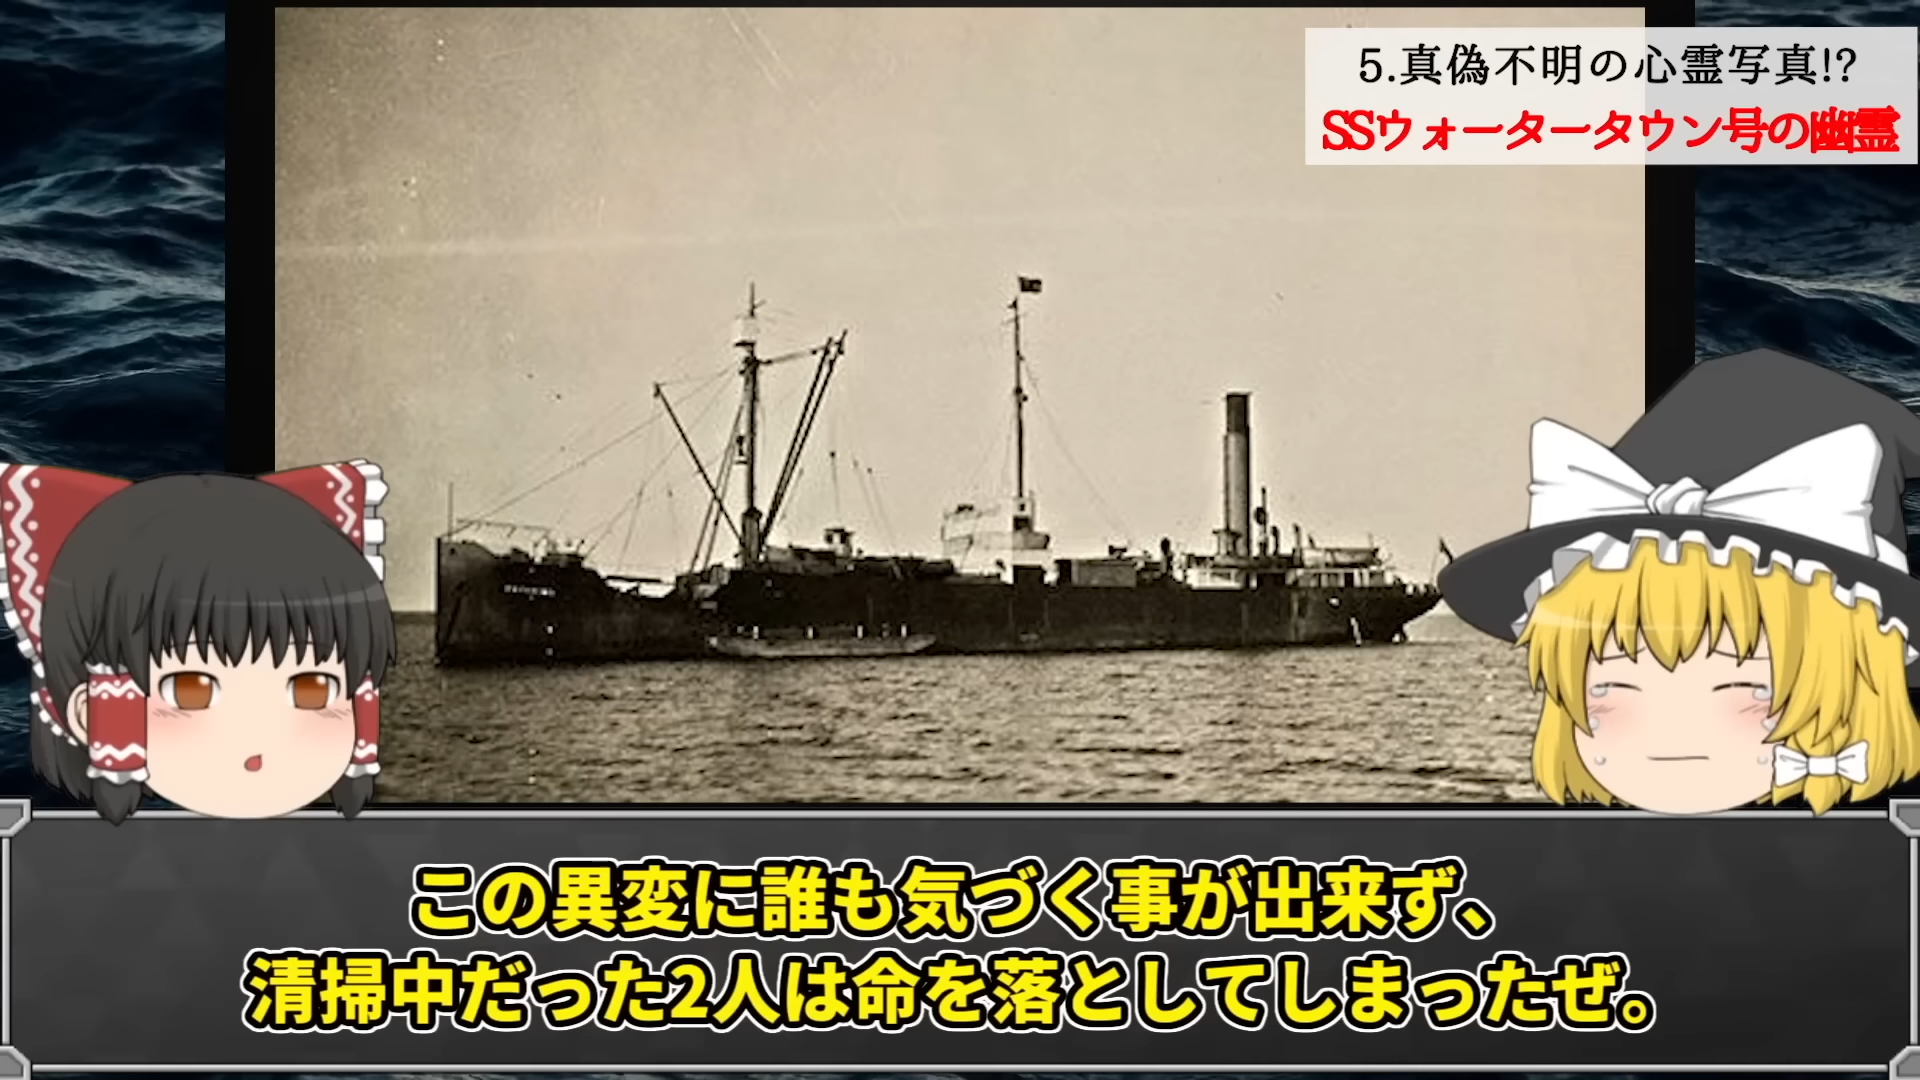 5.真偽不明の心霊写真!?
SSウォータータウン号の幽霊
この異変に誰も気づく事が出来ず、
清掃中だった2人は命を落としてしまったぜ。